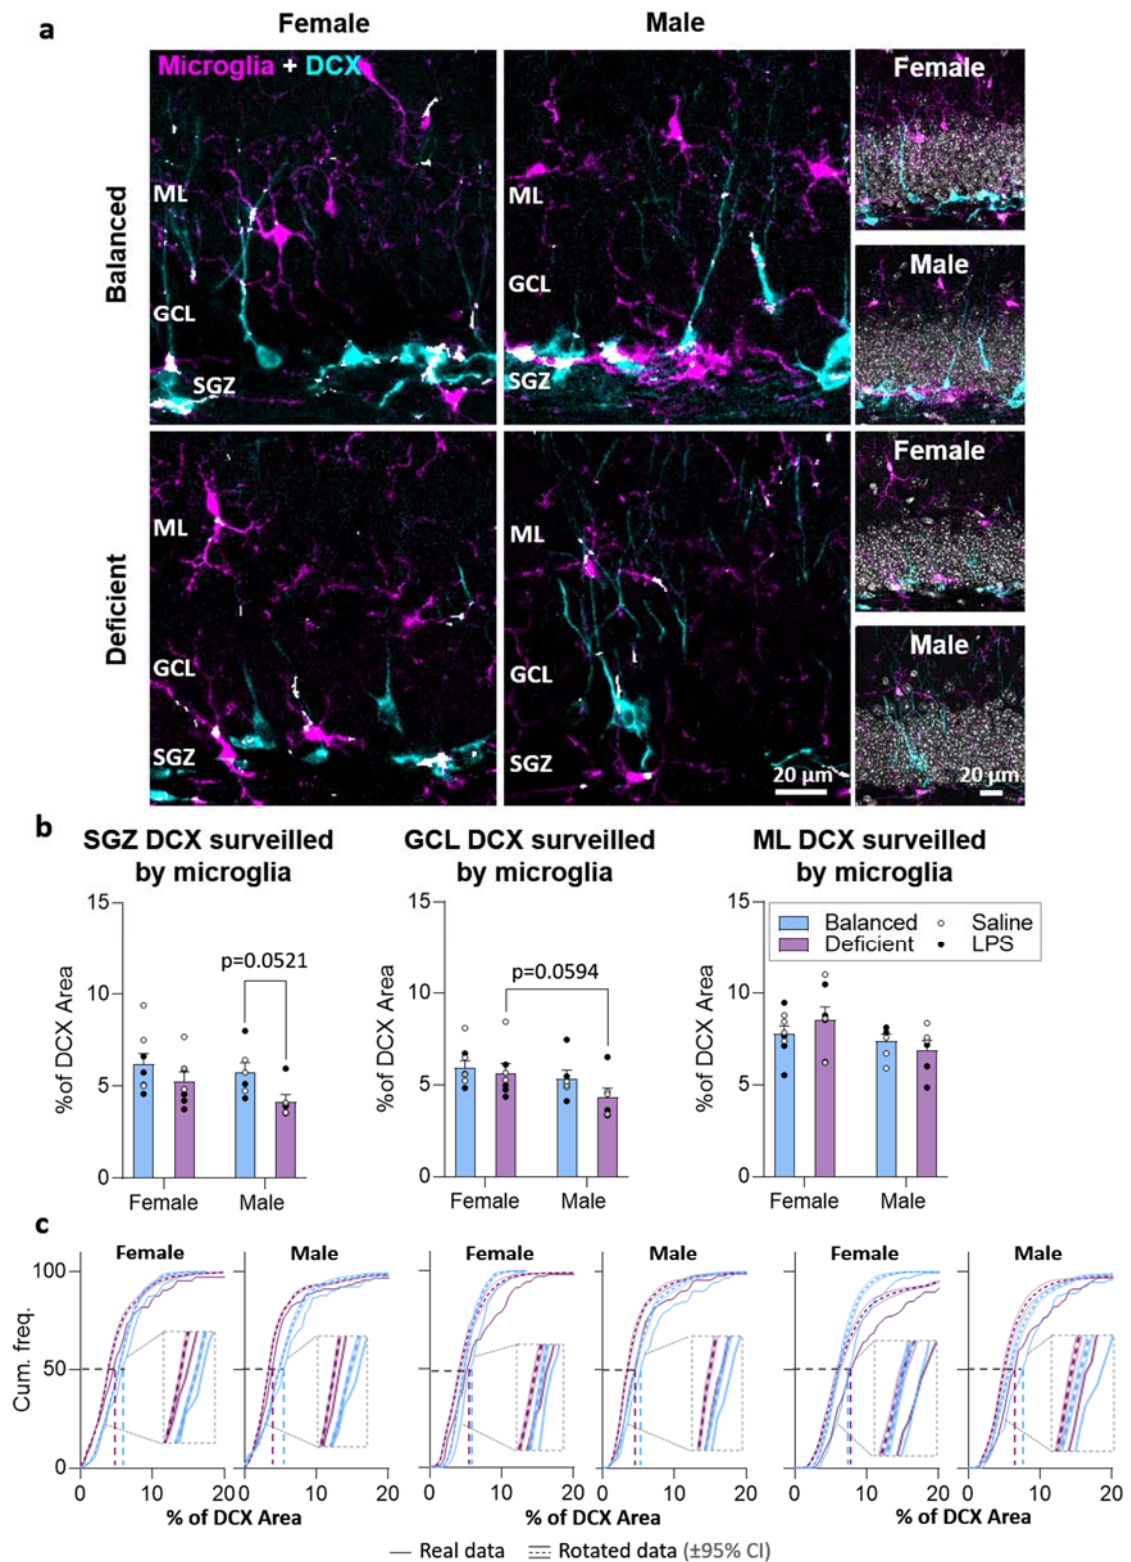 a
Female
Male
Microglia + DCX
ML
GCL
SGZ
ML
GCL
SGZ
Female
Male
Balanced
ML
GCL
SGZ
ML
GCL
SGZ
20 µm
Female
Male
20 µm
Deficient
b
SGZ DCX surveilled
by microglia
GCL DCX surveilled
by microglia
ML DCX surveilled
by microglia
%of DCX Area
15
10
5
0
p=0.0521
Female
Male
%of DCX Area
15
10
5
0
p=0.0594
Female
Male
%of DCX Area
15
10
5
0
Balanced
Saline
Deficient
LPS
Female
Male
c
Female
Male
Female
Male
Female
Male
Cum. freq.
100
50
0
0 10 20
0 10 20
0 10 20
0 10 20
0 10 20
0 10 20
% of DCX Area
% of DCX Area
% of DCX Area
Real data
Rotated data (±95% CI)